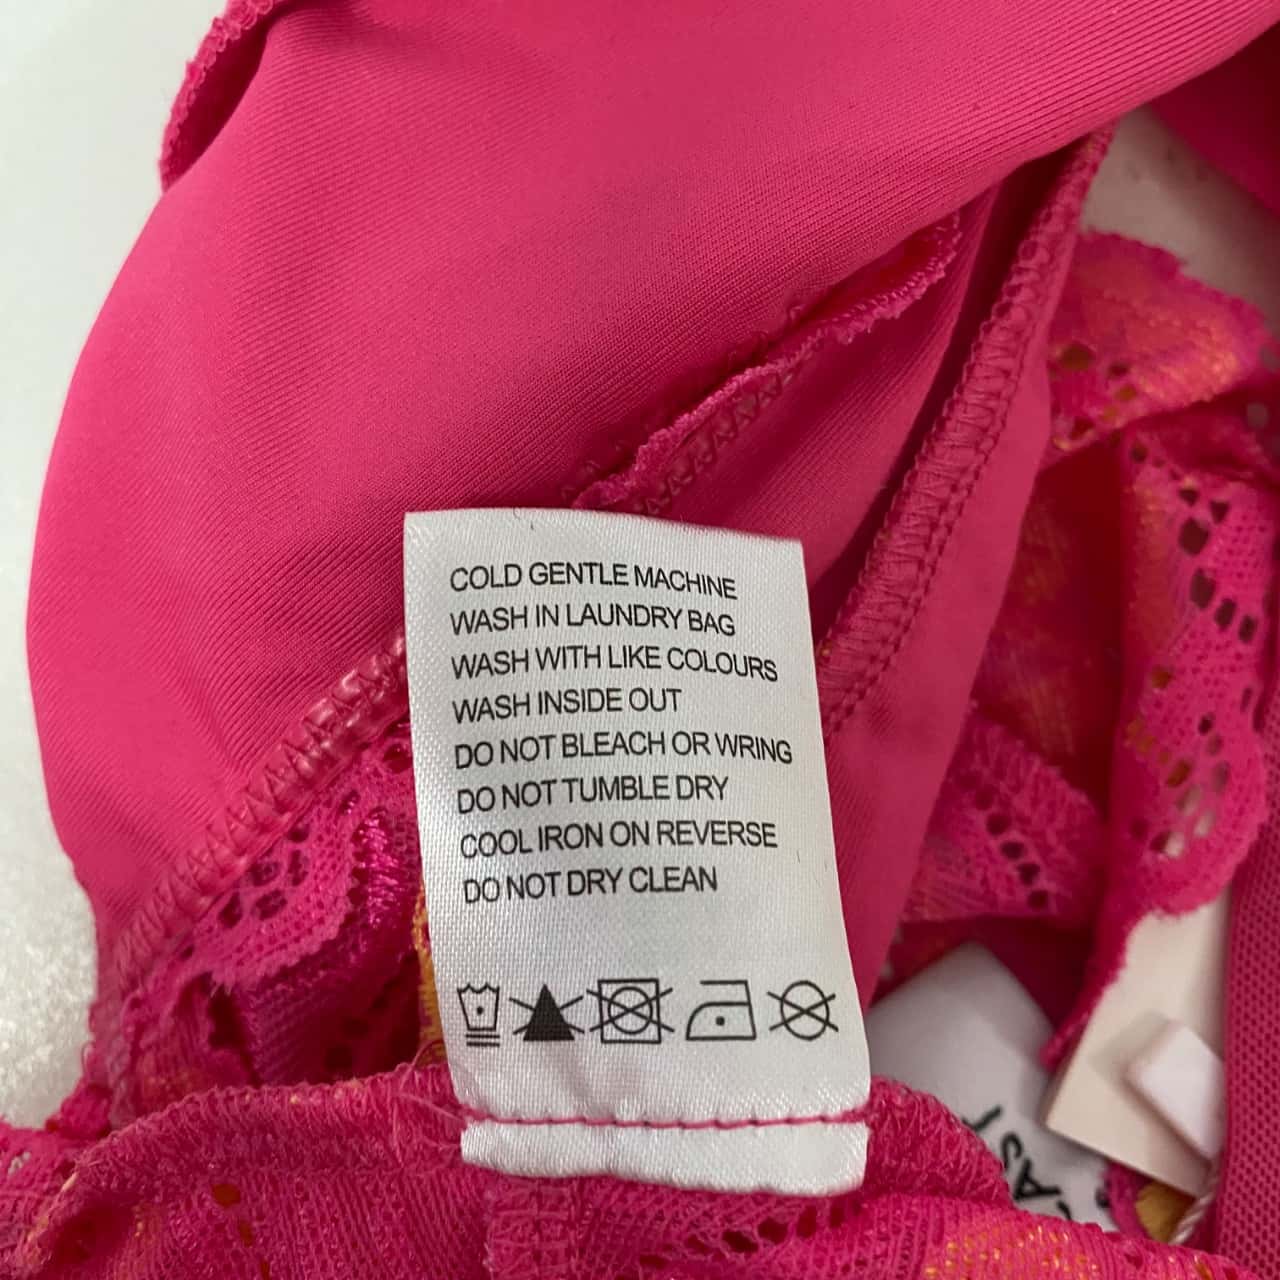 COLD GENTLE MACHINE
WASH IN LAUNDRY BAG
WASH WITH LIKE COLOURS
WASH INSIDE OUT
DO NOT BLEACH OR WRING
DO NOT TUMBLE DRY
COOL IRON ON REVERSE
DO NOT DRY CLEAN